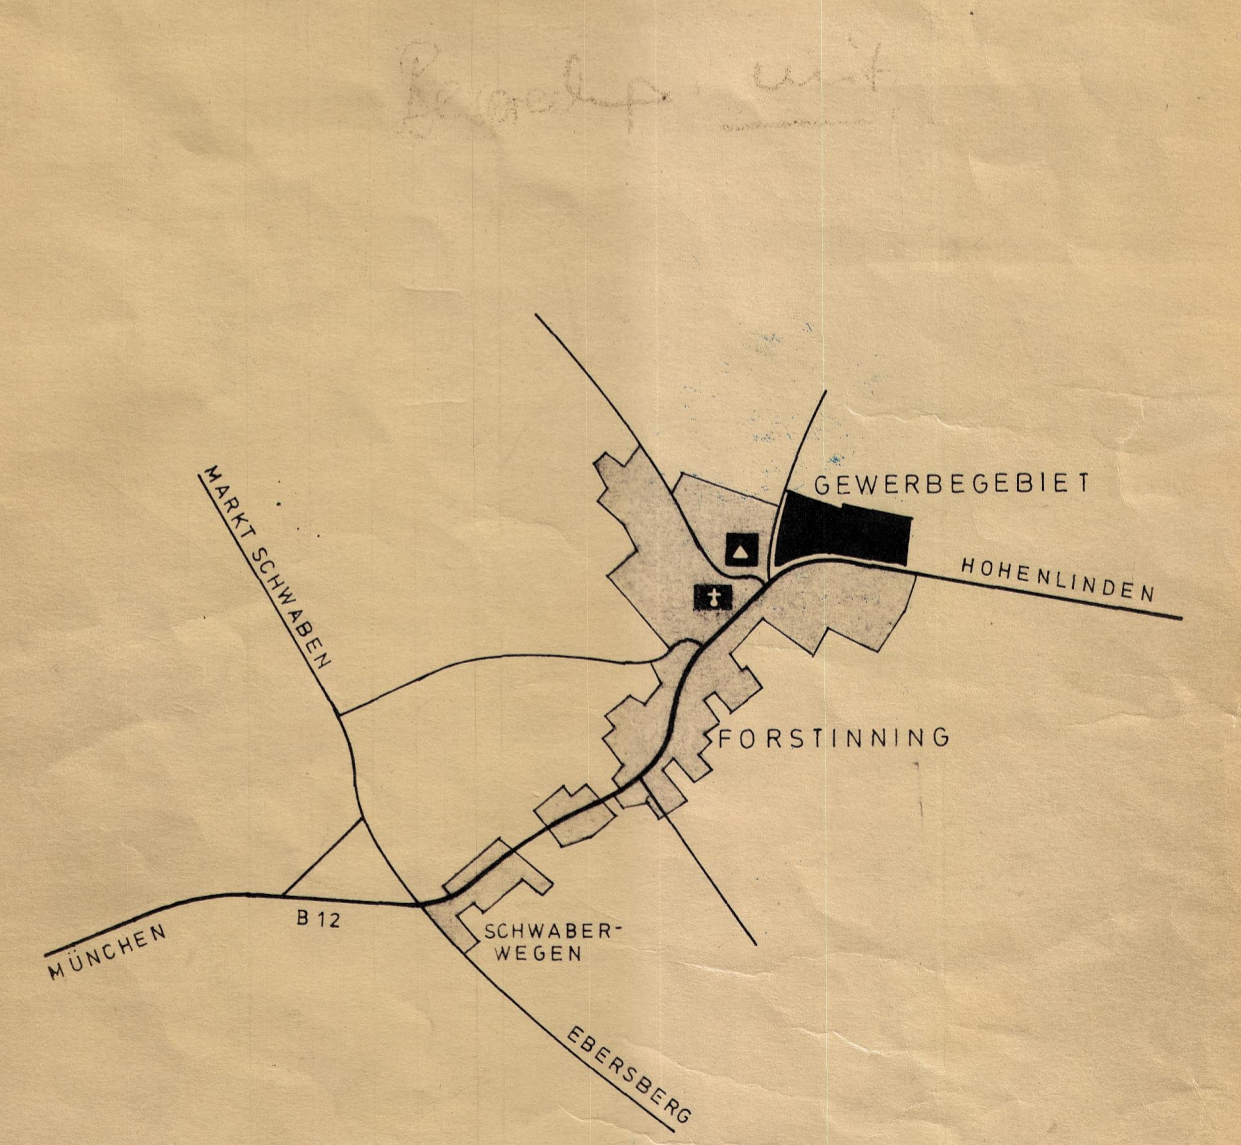 GEWERBEGEBIET
MARKT SCHWABEN
HOHENLINDEN
FORSTINNING
B 12
MÜNCHEN
SCHWABER-
WEGEN
EBERSBERG